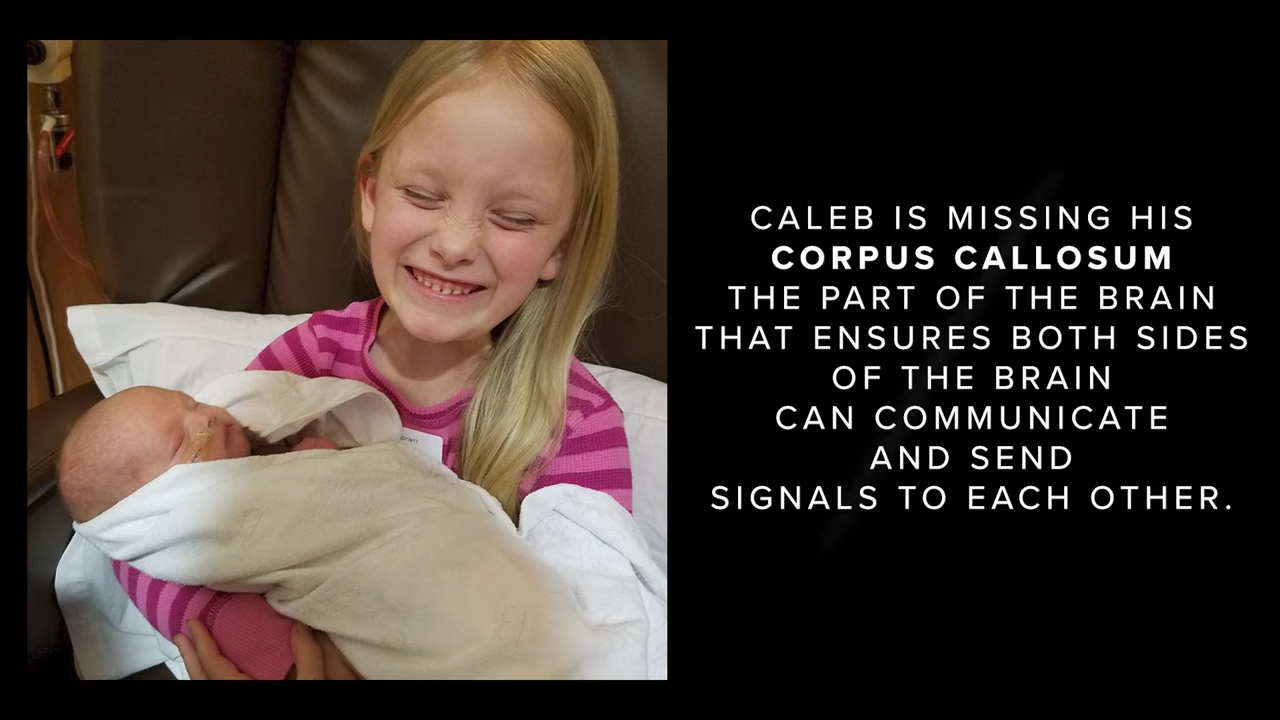 CALEB IS MISSING HIS
CORPUS CALLOSUM
THE PART OF THE BRAIN
THAT ENSURES BOTH SIDES
OF THE BRAIN
CAN COMMUNICATE
AND SEND
SIGNALS TO EACH OTHER.